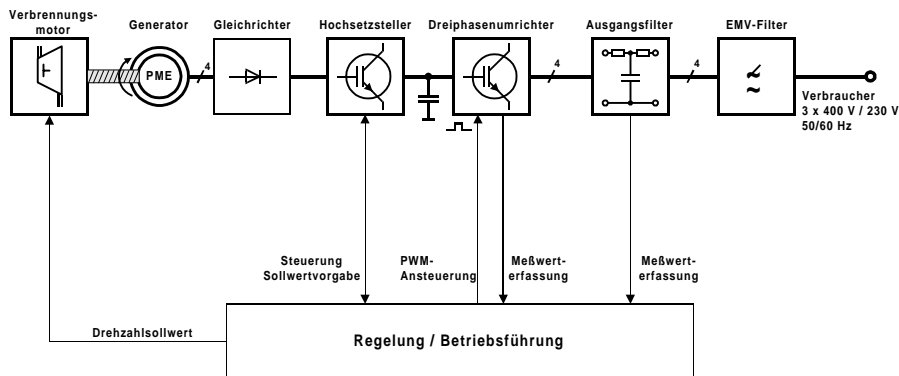 Verbrennungs-
motor
Generator
Gleichrichter
Hochsetzsteller
Dreiphasenumrichter
Ausgangsfilter
EMV-Filter
PME
4
4
4
Verbraucher
3 x 400 V / 230 V
50/60 Hz
Steuerung
Sollwertvorgabe
PWM-
Ansteuerung
Meßwert-
erfassung
Meßwert-
erfassung
Drehzahlsollwert
Regelung / Betriebsführung